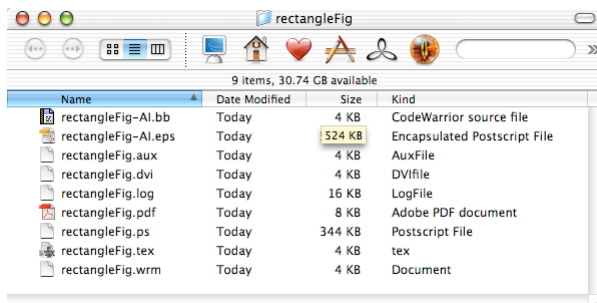 rectangleFig
9 items, 30.74 GB available
Name Date Modified Size Kind
rectangleFig-AI.bb Today 4 KB CodeWarrior source file
rectangleFig-AI.eps Today 524 KB Encapsulated Postscript File
rectangleFig.aux Today 4 KB AuxFile
rectangleFig.dvi Today 4 KB DVIfile
rectangleFig.log Today 16 KB LogFile
rectangleFig.pdf Today 8 KB Adobe PDF document
rectangleFig.ps Today 344 KB Postscript File
rectangleFig.tex Today 4 KB tex
rectangleFig.wrm Today 4 KB Document